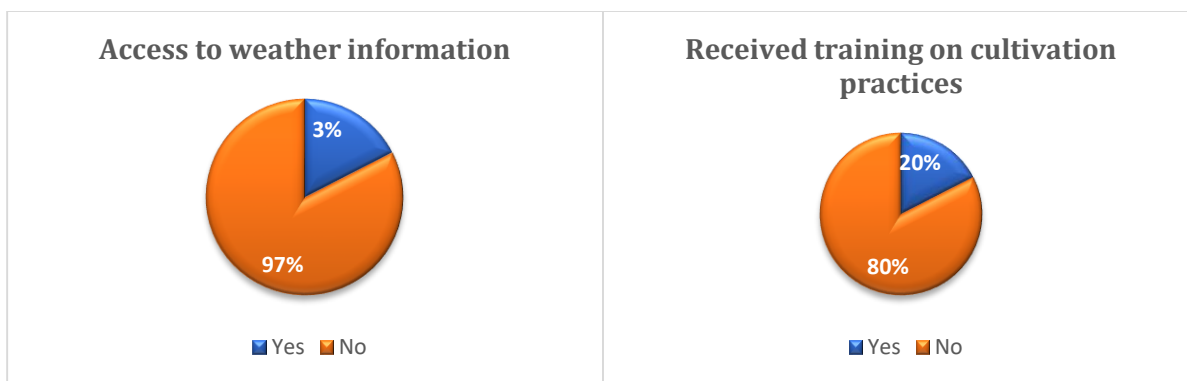 Access to weather information
3%
97%
Yes No
Received training on cultivation
practices
20%
80%
Yes No